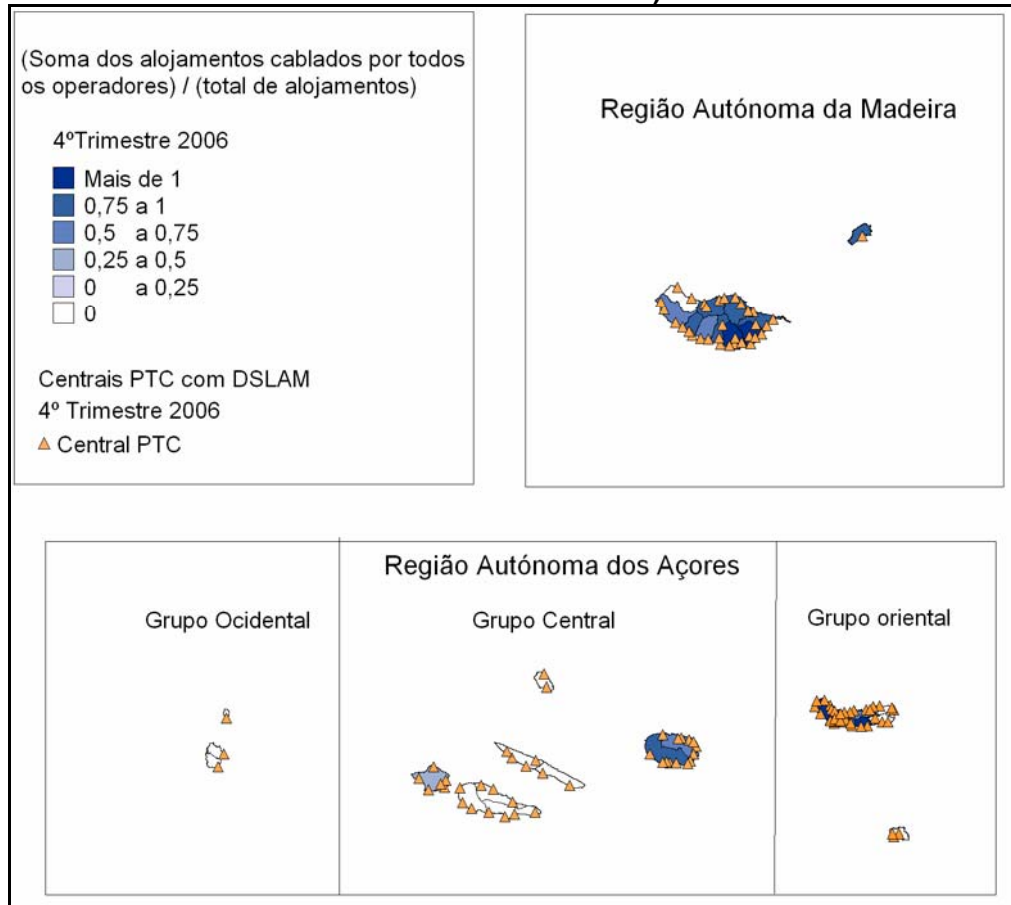 (Soma dos alojamentos cablados por todos
os operadores) / (total de alojamentos)
4ºTrimestre 2006
Mais de 1
0,75 a 1
0,5 a 0,75
0,25 a 0,5
0 a 0,25
0
Centrais PTC com DSLAM
4º Trimestre 2006
Central PTC
Região Autónoma da Madeira
Região Autónoma dos Açores
Grupo Ocidental
Grupo Central
Grupo oriental